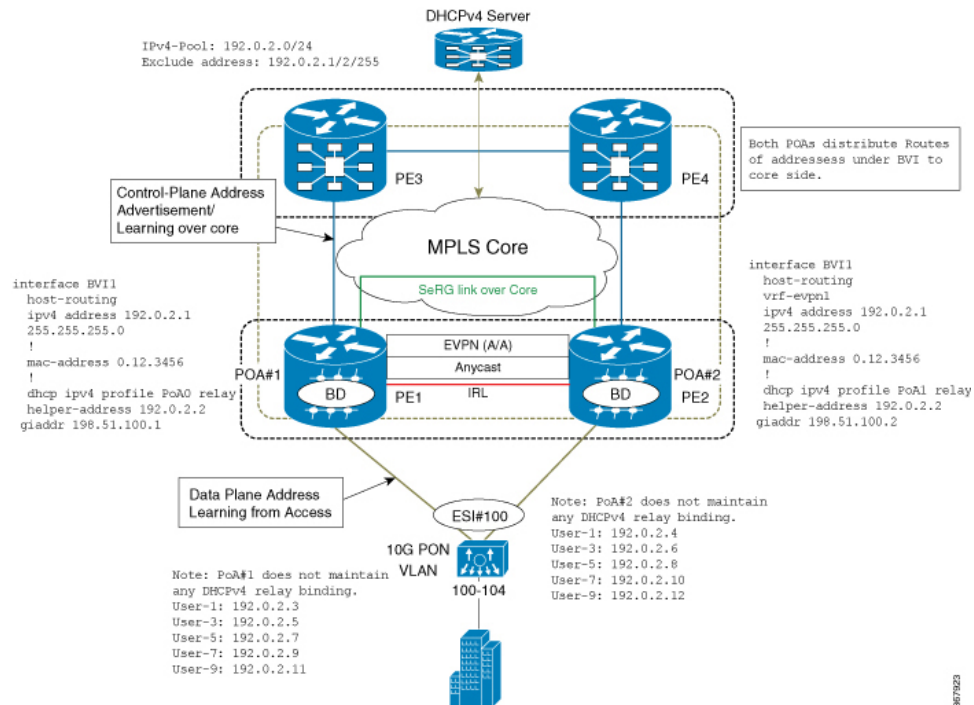 DHCPv4 Server
IPv4-Pool: 192.0.2.0/24
Exclude address: 192.0.2.1/2/255
PE3
PE4
Both POAs distribute Routes
of addressess under BVI to
core side.
Control-Plane Address
Advertisement/
Learning over core
MPLS Core
SeRG link over Core
interface BVI1
host-routing
ipv4 address 192.0.2.1
255.255.255.0
!
mac-address 0.12.3456
!
dhcp ipv4 profile PoA0 relay
helper-address 192.0.2.2
giaddr 198.51.100.1
interface BVI1
host-routing
vrf-evpn1
ipv4 address 192.0.2.1
255.255.255.0
!
mac-address 0.12.3456
!
dhcp ipv4 profile PoA1 relay
helper-address 192.0.2.2
giaddr 198.51.100.2
POA#1
BD
PE1
EVPN (A/A)
Anycast
IRL
BD
POA#2
PE2
Data Plane Address
Learning from Access
ESI#100
10G PON
VLAN
100-104
Note: PoA#1 does not maintain
any DHCPv4 relay binding.
User-1: 192.0.2.3
User-3: 192.0.2.5
User-5: 192.0.2.7
User-7: 192.0.2.9
User-9: 192.0.2.11
Note: PoA#2 does not maintain
any DHCPv4 relay binding.
User-1: 192.0.2.4
User-3: 192.0.2.6
User-5: 192.0.2.8
User-7: 192.0.2.10
User-9: 192.0.2.12